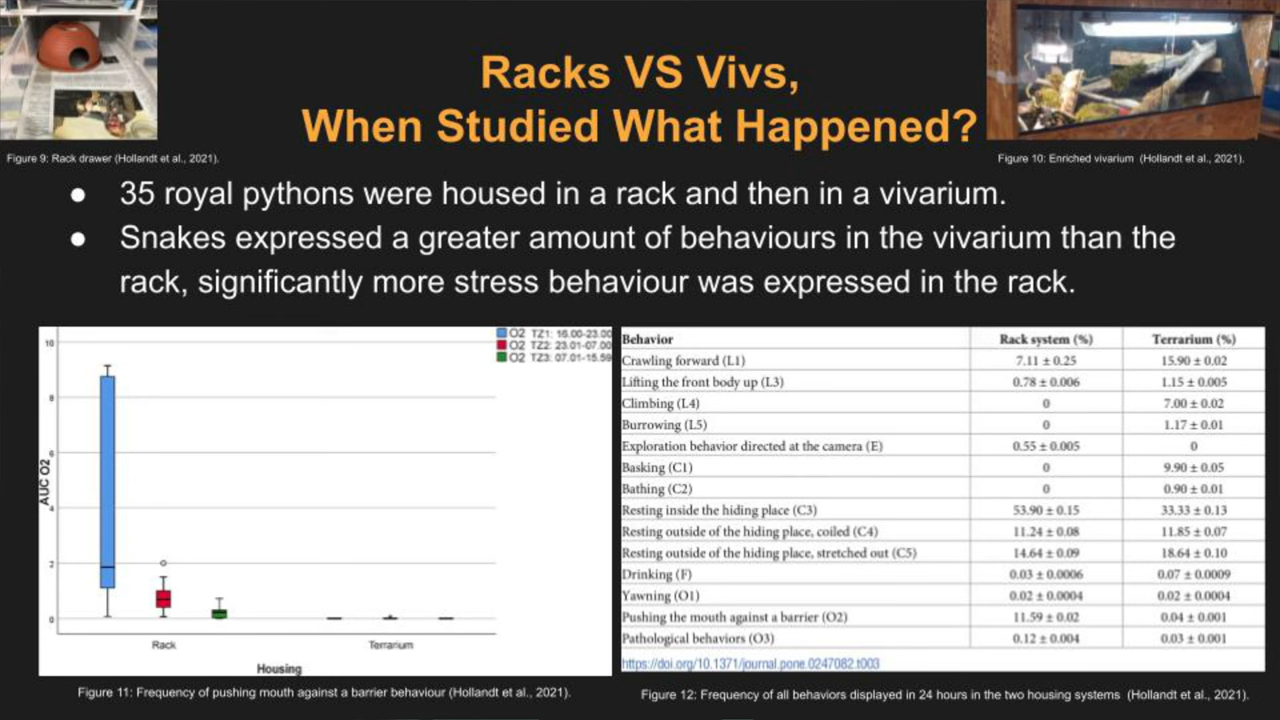 Racks VS Vivs,
When Studied What Happened?
Figure 9: Rack drawer (Hollandt et al., 2021).
Figure 10: Enriched vivarium (Hollandt et al., 2021).
● 35 royal pythons were housed in a rack and then in a vivarium.
● Snakes expressed a greater amount of behaviours in the vivarium than the
rack, significantly more stress behaviour was expressed in the rack.
O2 TZ1: 16.00-23.00
O2 TZ2: 23.01-07.00
O2 TZ3: 07.01-15.59
AUC O2
10
8
6
4
2
0
Rack Terrarium
Housing
Behavior Rack system (%) Terrarium (%)
Crawling forward (L1) 7.11 ± 0.25 15.90 ± 0.02
Lifting the front body up (L3) 0.78 ± 0.006 1.15 ± 0.005
Climbing (L4) 0 7.00 ± 0.02
Burrowing (L5) 0 1.17 ± 0.01
Exploration behavior directed at the camera (E) 0.55 ± 0.005 0
Basking (C1) 0 9.90 ± 0.05
Bathing (C2) 0 0.90 ± 0.01
Resting inside the hiding place (C3) 53.90 ± 0.15 33.33 ± 0.13
Resting outside of the hiding place, coiled (C4) 11.24 ± 0.08 11.85 ± 0.07
Resting outside of the hiding place, stretched out (C5) 14.64 ± 0.09 18.64 ± 0.10
Drinking (F) 0.03 ± 0.0006 0.07 ± 0.0009
Yawning (O1) 0.02 ± 0.0004 0.02 ± 0.0004
Pushing the mouth against a barrier (O2) 11.59 ± 0.02 0.04 ± 0.001
Pathological behaviors (O3) 0.12 ± 0.004 0.03 ± 0.001
https://doi.org/10.1371/journal.pone.0247082.t003
Figure 11: Frequency of pushing mouth against a barrier behaviour (Hollandt et al., 2021).
Figure 12: Frequency of all behaviors displayed in 24 hours in the two housing systems (Hollandt et al., 2021).